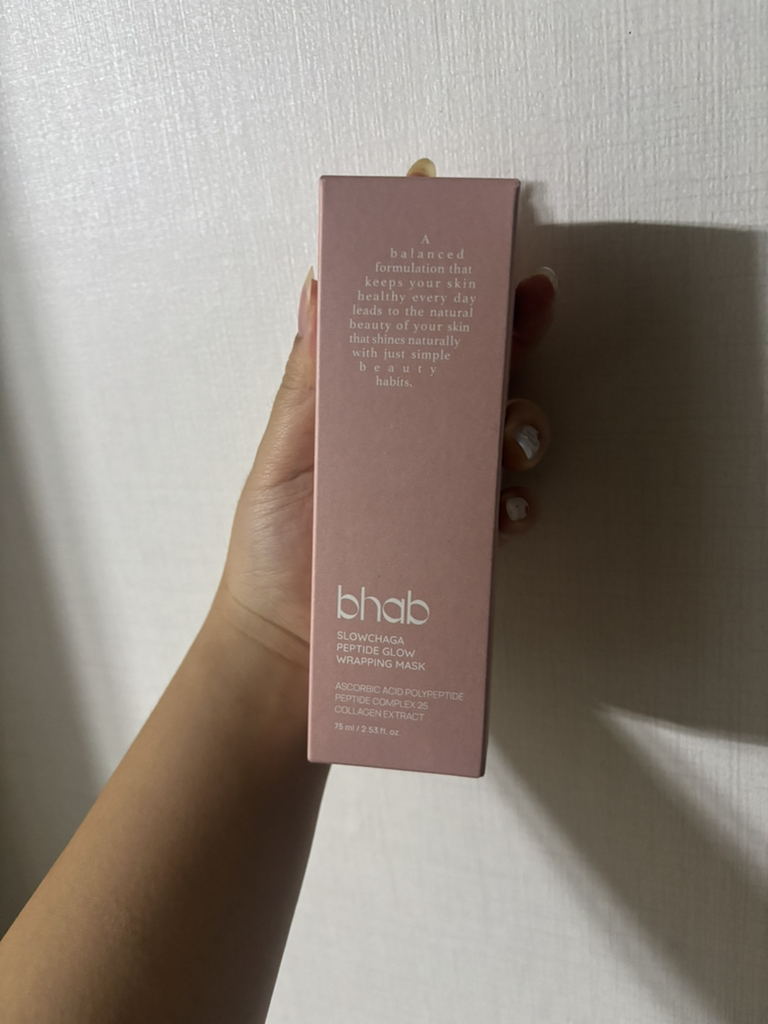 A
balanced
formulation that
keeps your skin
healthy every day
leads to the natural
beauty of your skin
that shines naturally
with just simple
beauty
habits.
bhab
SLOWCHAGA
PEPTIDE GLOW
WRAPPING MASK
ASCORBIC ACID POLYPEPTIDE
PEPTIDE COMPLEX 25
COLLAGEN EXTRACT
75 ml / 2.53 fl. oz.